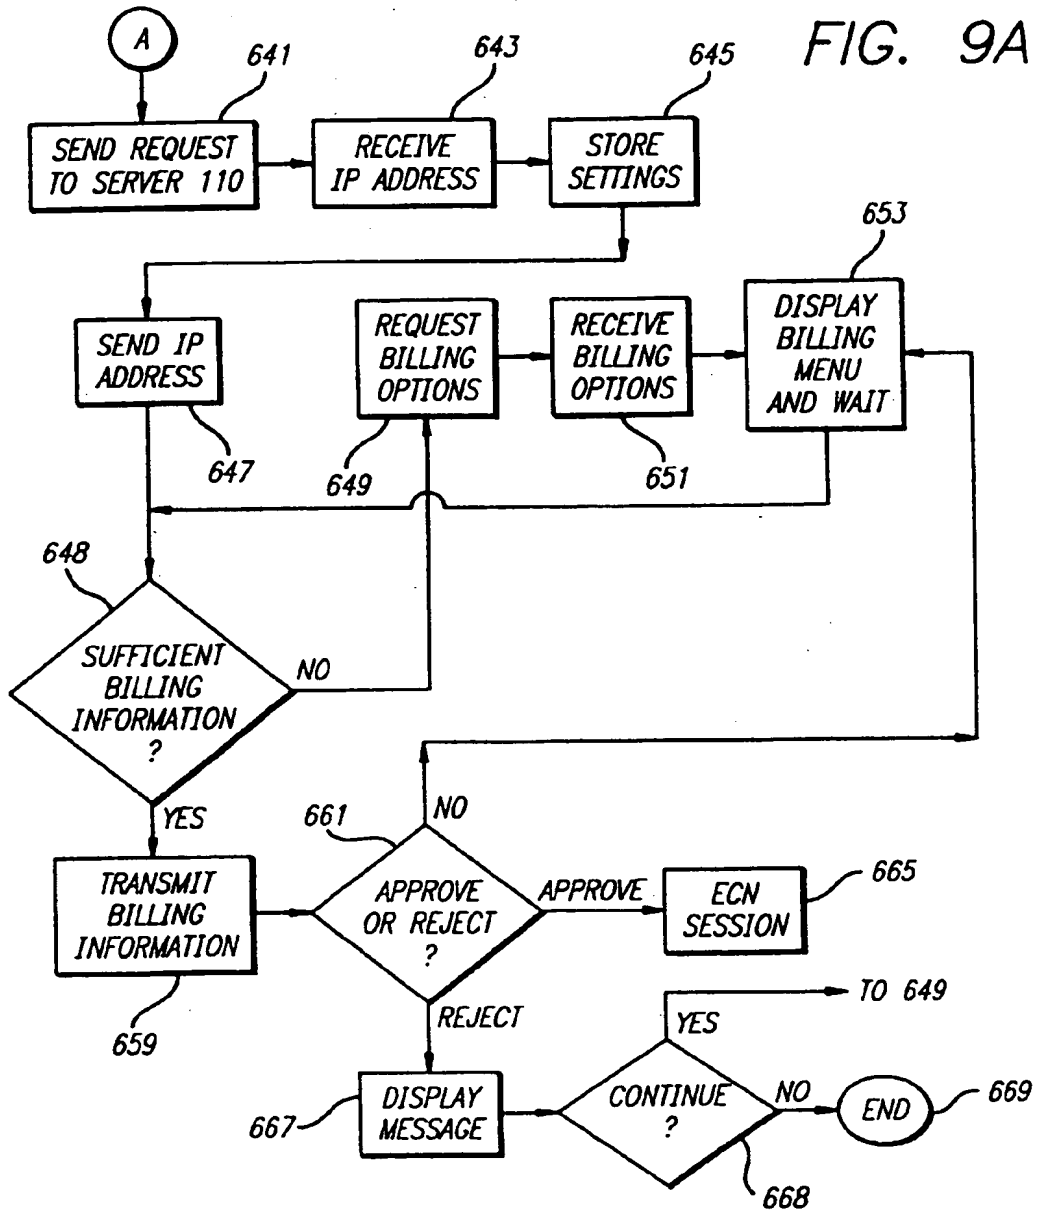 FIG. 9A
A
641
643
645
SEND REQUEST
TO SERVER 110
RECEIVE
IP ADDRESS
STORE
SETTINGS
653
SEND IP
ADDRESS
647
REQUEST
BILLING
OPTIONS
649
RECEIVE
BILLING
OPTIONS
651
DISPLAY
BILLING
MENU
AND WAIT
648
SUFFICIENT
BILLING
INFORMATION
?
NO
YES
TRANSMIT
BILLING
INFORMATION
659
661
NO
APPROVE
OR REJECT
?
APPROVE
ECN
SESSION
665
REJECT
DISPLAY
MESSAGE
667
TO 649
YES
CONTINUE
?
668
NO
END
669